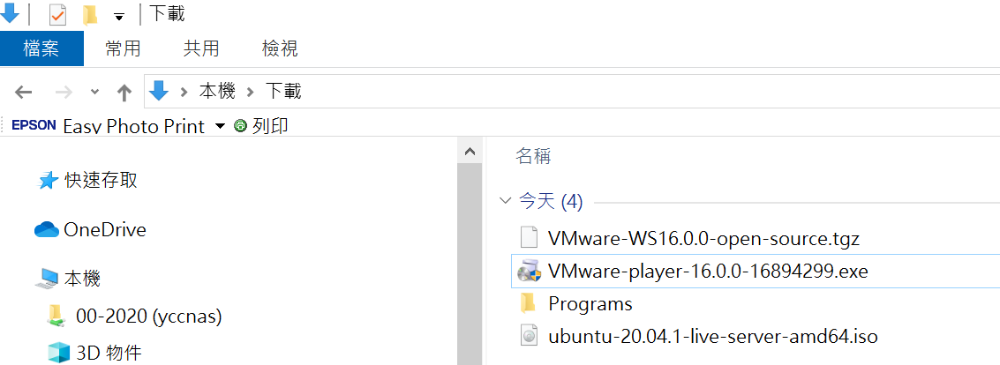 下載
檔案 常用 共用 檢視
本機 下載
EPSON Easy Photo Print 列印
名稱
快速存取
今天 (4)
OneDrive
VMware-WS16.0.0-open-source.tgz
本機
VMware-player-16.0.0-16894299.exe
Programs
00-2020 (yccnas)
ubuntu-20.04.1-live-server-amd64.iso
3D 物件